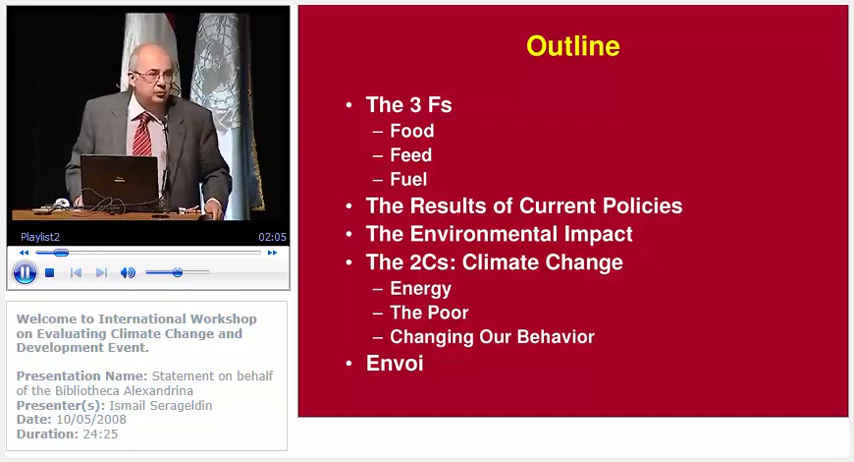 Playlist2 02:05
Welcome to International Workshop
on Evaluating Climate Change and
Development Event.
Presentation Name: Statement on behalf
of the Bibliotheca Alexandrina
Presenter(s): Ismail Serageldin
Date: 10/05/2008
Duration: 24:25
Outline
• The 3 Fs
– Food
– Feed
– Fuel
• The Results of Current Policies
• The Environmental Impact
• The 2Cs: Climate Change
– Energy
– The Poor
– Changing Our Behavior
• Envoi